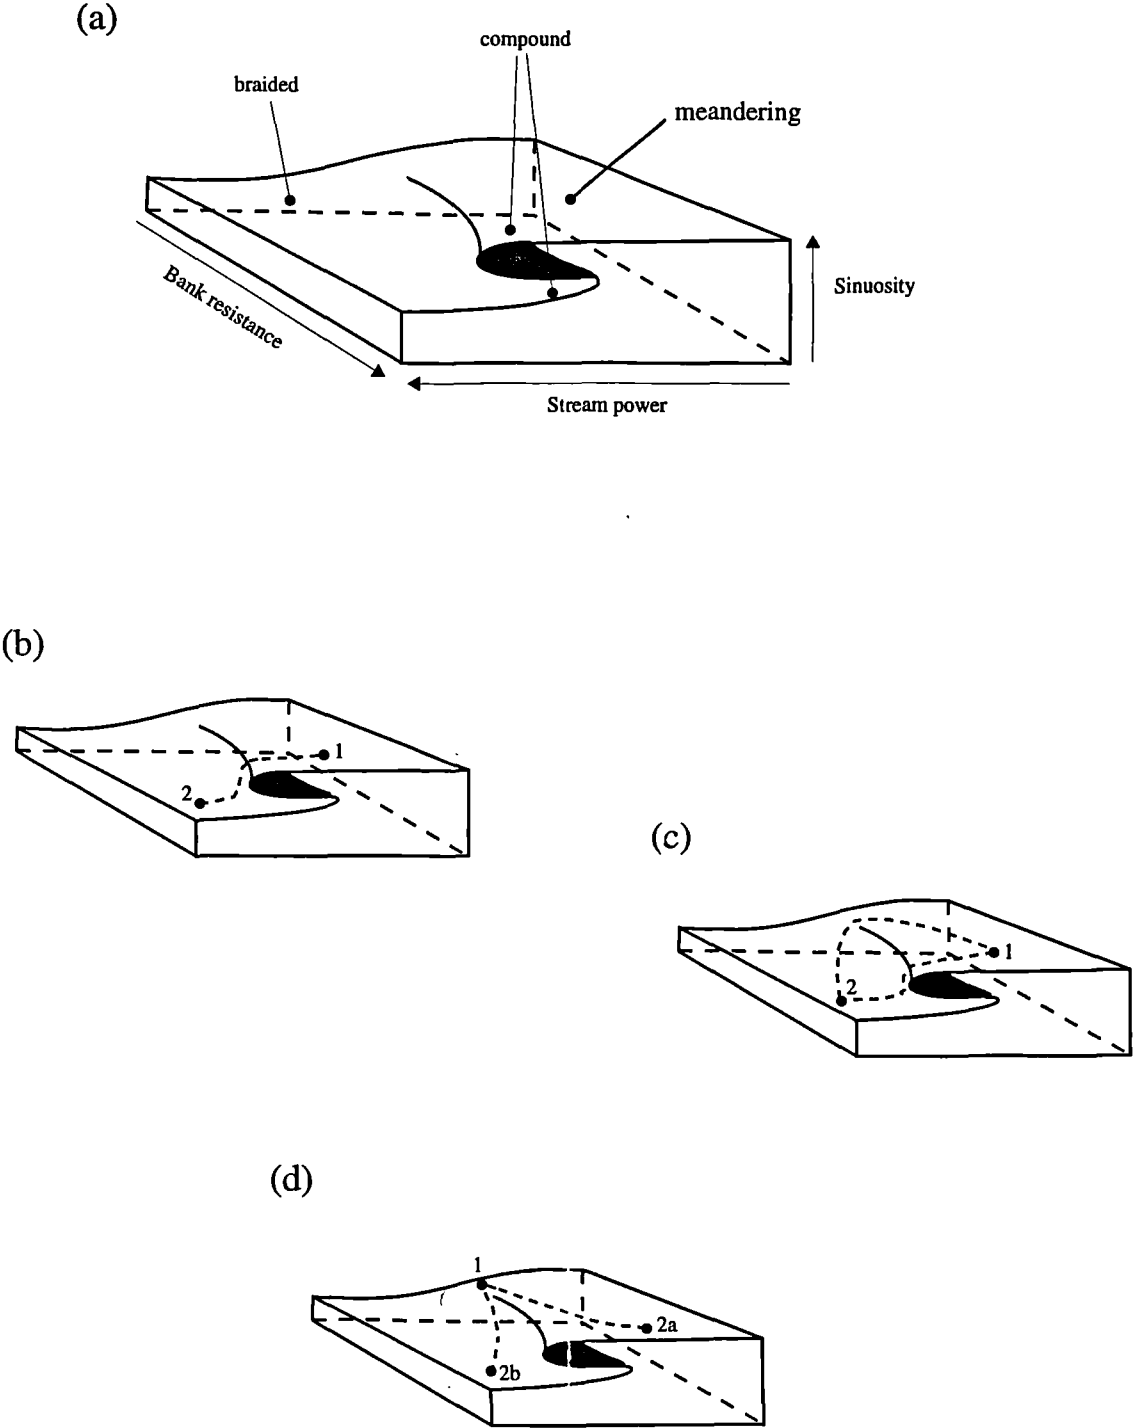 (a)
compound
braided
meandering
Sinuosity
Bank resistance
Stream power
(b)
1
2
(c)
1
2
(d)
1
2a
2b